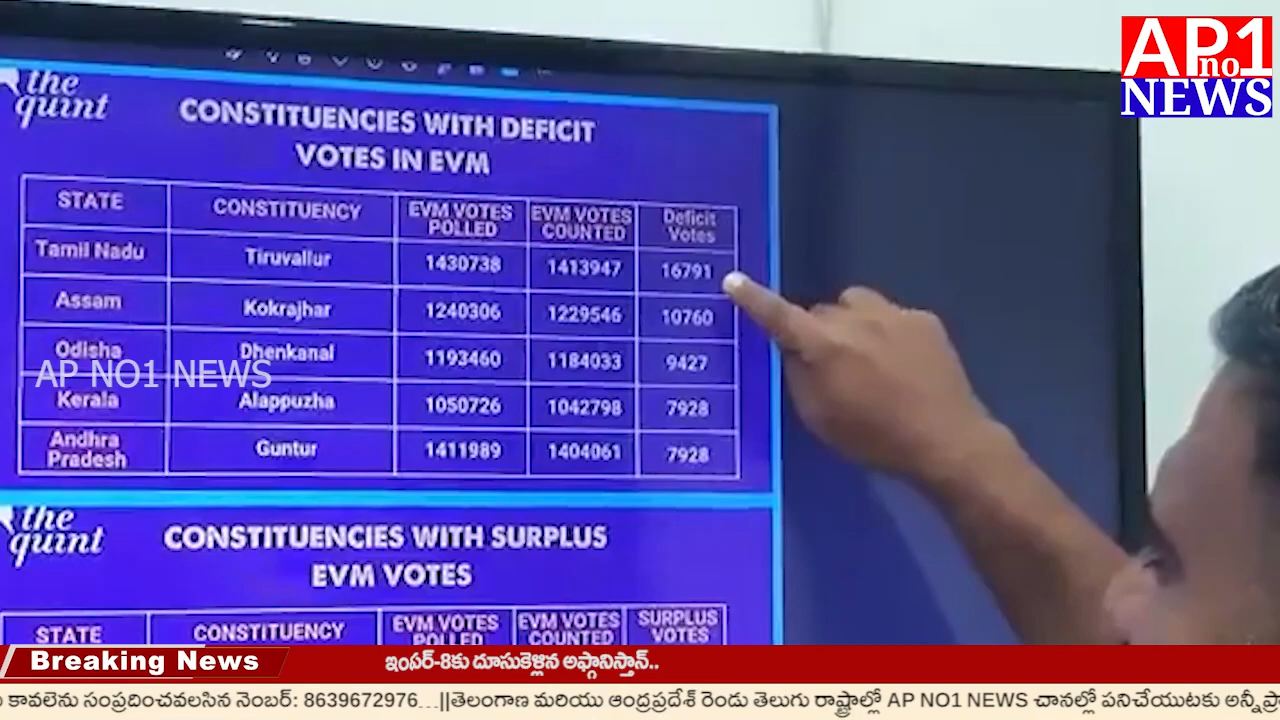 AP1
no
NEWS
the
quint
CONSTITUENCIES WITH DEFICIT
VOTES IN EVM
STATE CONSTITUENCY EVM VOTES POLLED EVM VOTES COUNTED Deficit Votes
Tamil Nadu Tiruvallur 1430738 1413947 16791
Assam Kokrajhar 1240306 1229546 10760
Odisha Dhenkanal 1193460 1184033 9427
AP NO1 NEWS
Kerala Alappuzha 1050726 1042798 7928
Andhra Pradesh Guntur 1411989 1404061 7928
the
quint
CONSTITUENCIES WITH SURPLUS
EVM VOTES
STATE CONSTITUENCY EVM VOTES POLLED EVM VOTES COUNTED SURPLUS VOTES
Breaking News ఇంపర్-8కు దూసుకెళ్లిన అఫ్గానిస్తాన్..
కావలెను సంప్రదించవలసిన నెంబర్: 8639672976...||తెలంగాణ మరియు ఆంధ్రప్రదేశ్ రెండు తెలుగు రాష్ట్రాల్లో AP NO1 NEWS చానల్లో పనిచేయుటకు అన్ని